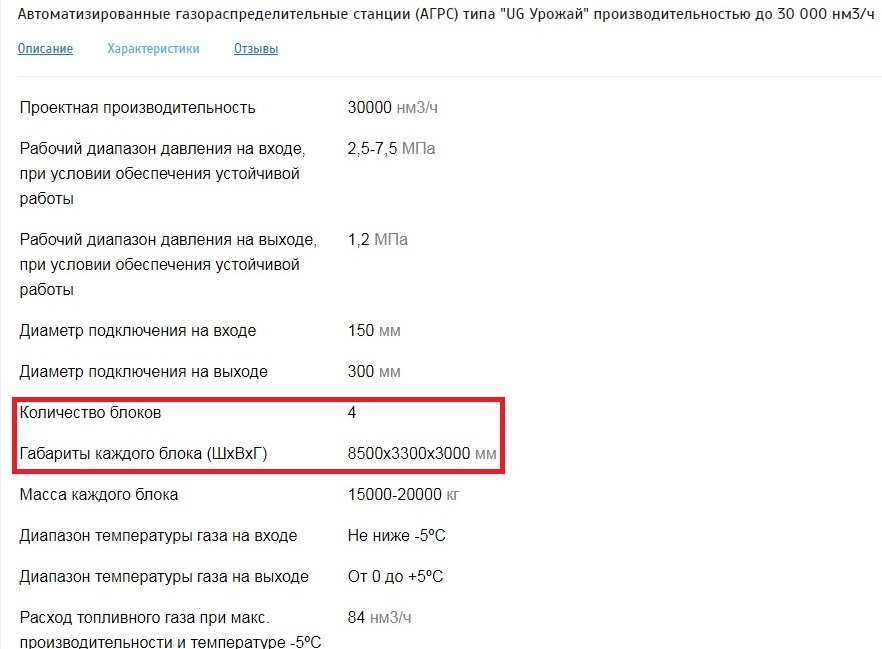 Автоматизированные газораспределительные станции (АГРС) типа "UG Урожай" производительностью до 30 000 нм3/ч
Описание Характеристики Отзывы
Проектная производительность 30000 нм3/ч
Рабочий диапазон давления на входе, 2,5-7,5 МПа
при условии обеспечения устойчивой
работы
Рабочий диапазон давления на выходе, 1,2 МПа
при условии обеспечения устойчивой
работы
Диаметр подключения на входе 150 мм
Диаметр подключения на выходе 300 мм
Количество блоков 4
Габариты каждого блока (ШхВхГ) 8500х3300х3000 мм
Масса каждого блока 15000-20000 кг
Диапазон температуры газа на входе Не ниже -5ºС
Диапазон температуры газа на выходе От 0 до +5ºС
Расход топливного газа при макс. 84 нм3/ч
производительности и температуре -5ºС